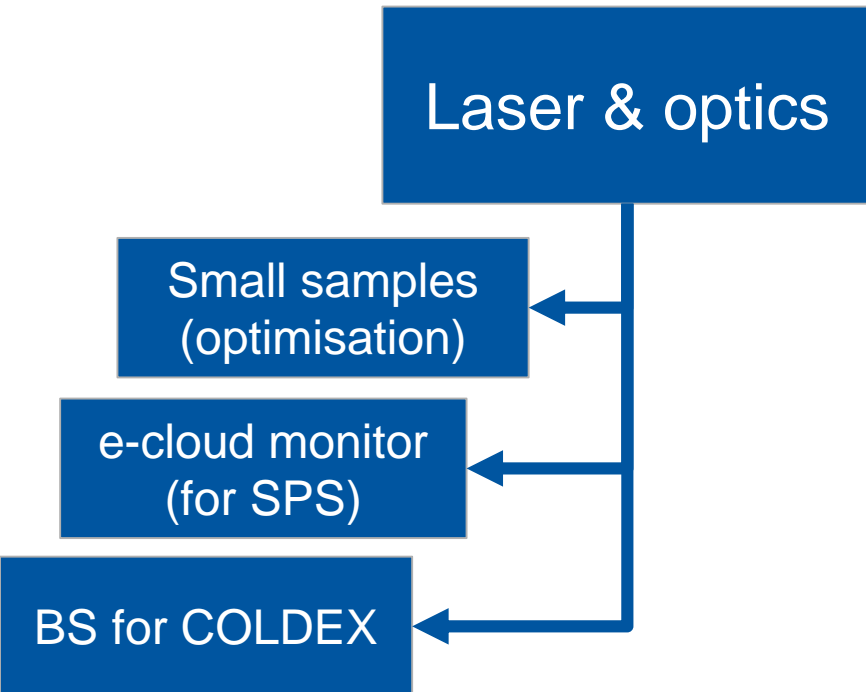 Laser & optics
Small samples
(optimisation)
e-cloud monitor
(for SPS)
BS for COLDEX